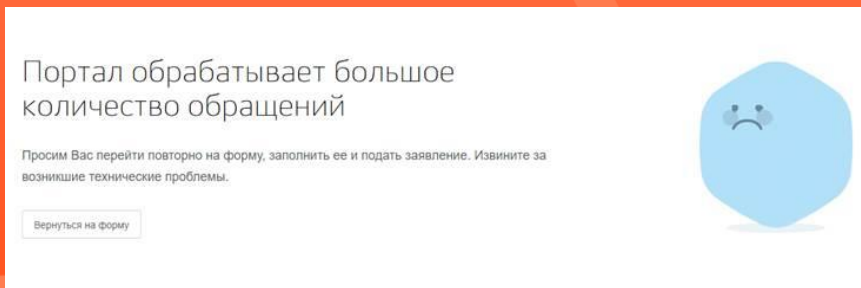 Портал обрабатывает большое
количество обращений
Просим Вас перейти повторно на форму, заполнить ее и подать заявление. Извините за
возникшие технические проблемы.
Вернуться на форму